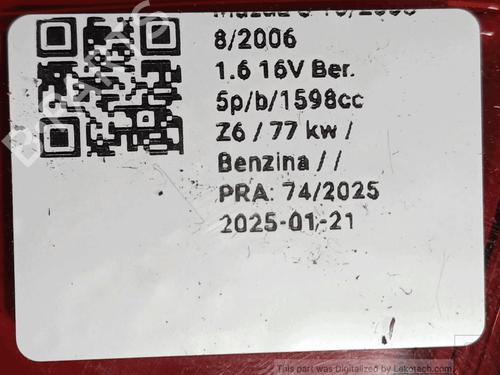 8/2006
1.6 16V Ber.
5p/b/1598cc
Z6 / 77 kw /
Benzina / /
PRA: 74/2025
2025-01-21
This part was Digitalized by Lekotech.com